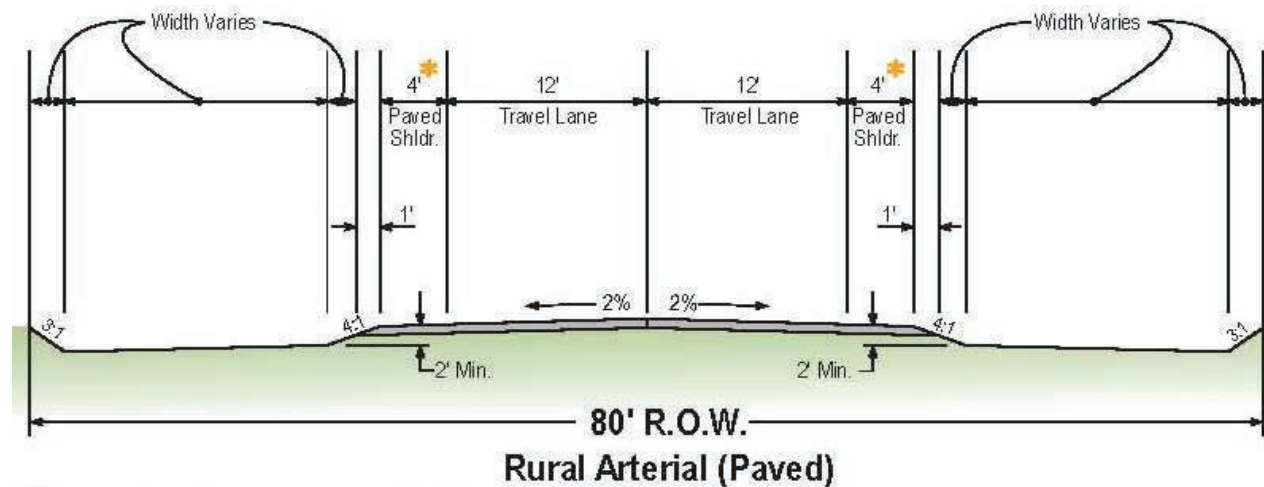 Width Varies
Width Varies
4'*
12'
12'
4'*
Paved
Shldr.
Travel Lane
Travel Lane
Paved
Shldr.
1'
1'
2%
2%
3:1
4:1
4:1
3:1
2' Min.
2' Min.
80' R.O.W.
Rural Arterial (Paved)